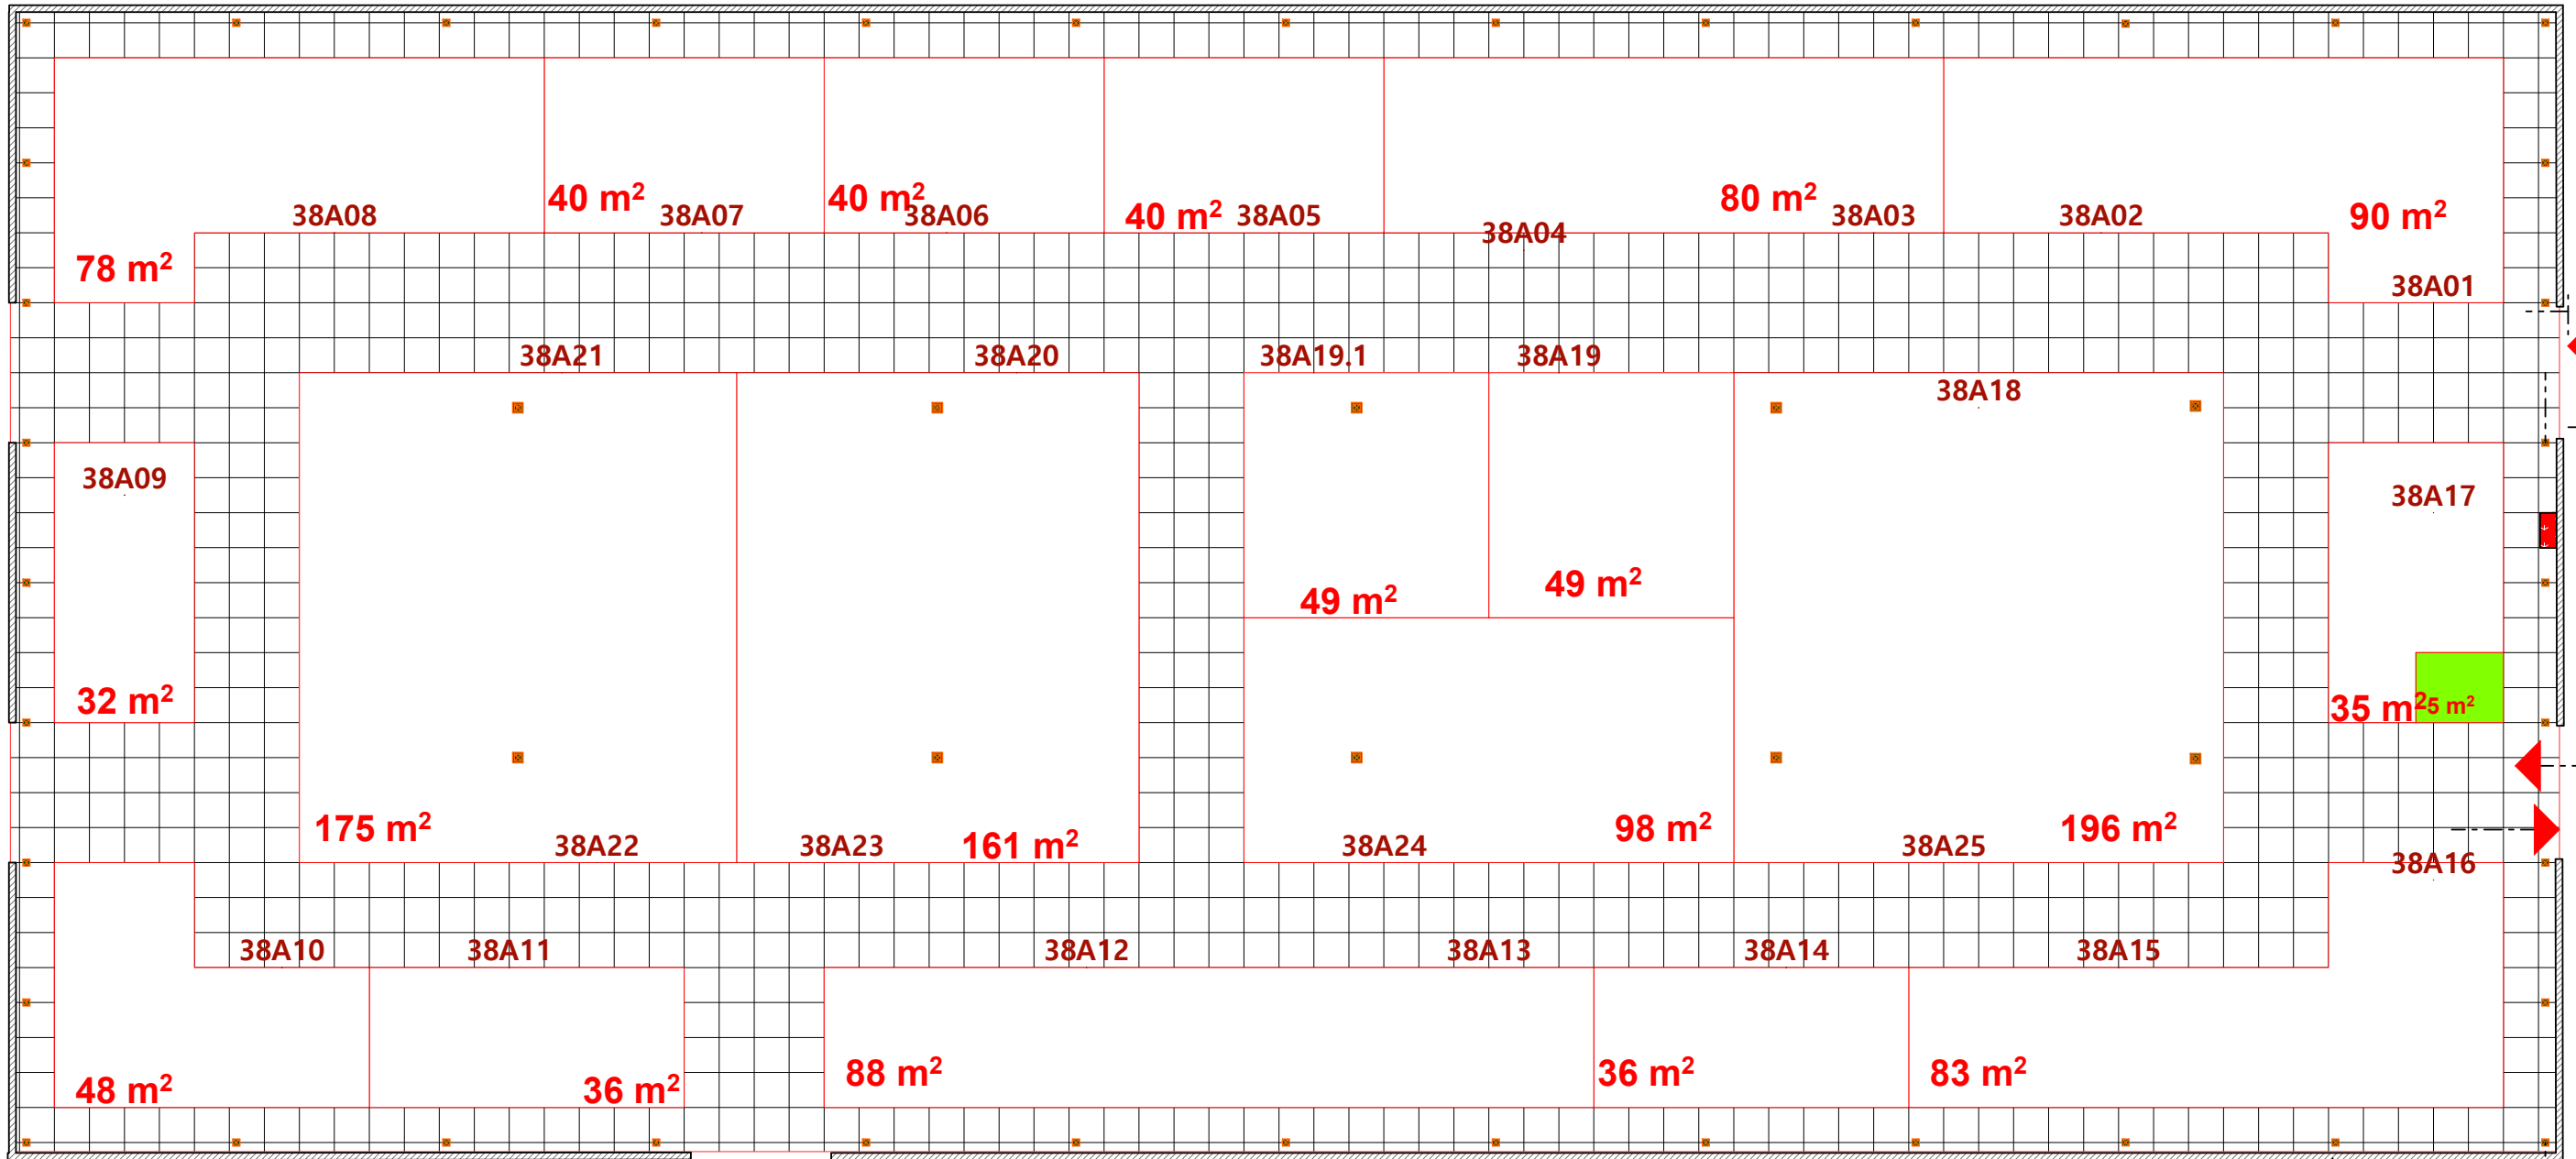 40 m²
40 m²
80 m²
38A08
38A07
38A06
40 m²
38A05
38A03
38A02
90 m²
38A04
78 m²
38A01
38A21
38A20
38A19.1
38A19
38A18
38A09
38A17
49 m²
49 m²
32 m²
35 m²
5 m²
175 m²
98 m²
196 m²
38A22
38A23
161 m²
38A24
38A25
38A16
38A10
38A11
38A12
38A13
38A14
38A15
88 m²
36 m²
83 m²
48 m²
36 m²